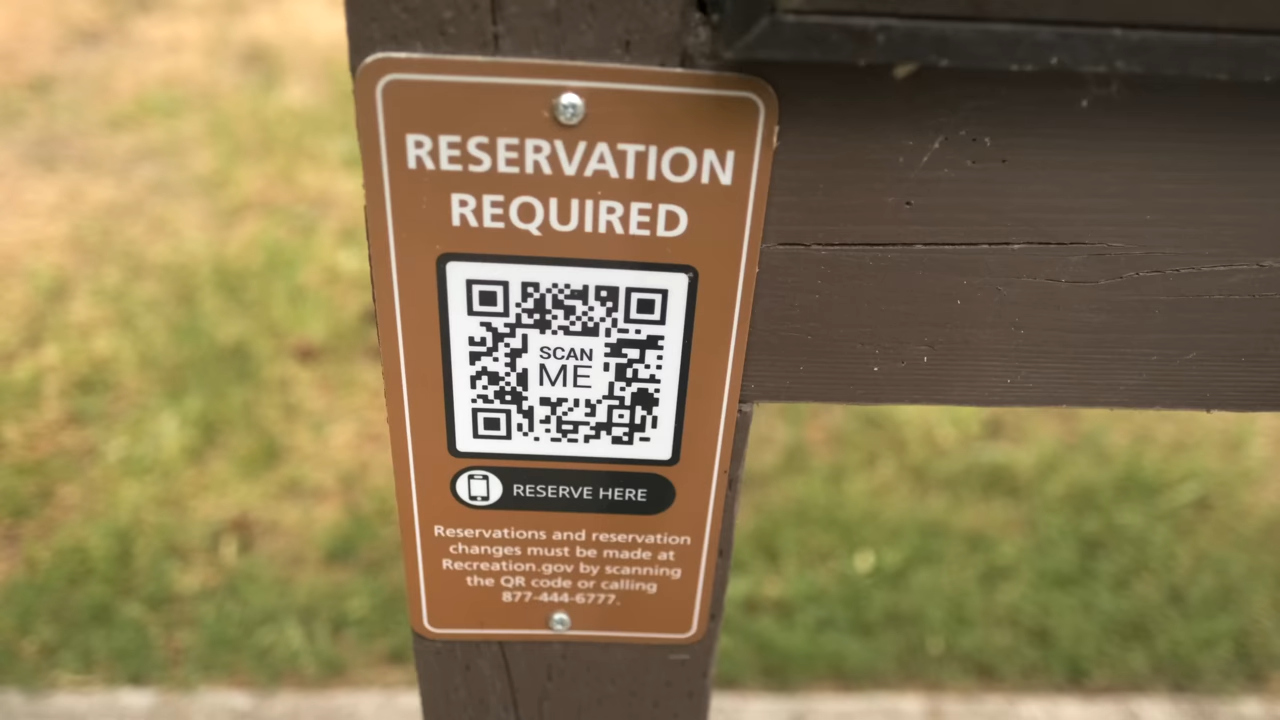 RESERVATION
REQUIRED
SCAN
ME
RESERVE HERE
Reservations and reservation
changes must be made at
Recreation.gov by scanning
the QR code or calling
877-444-6777.